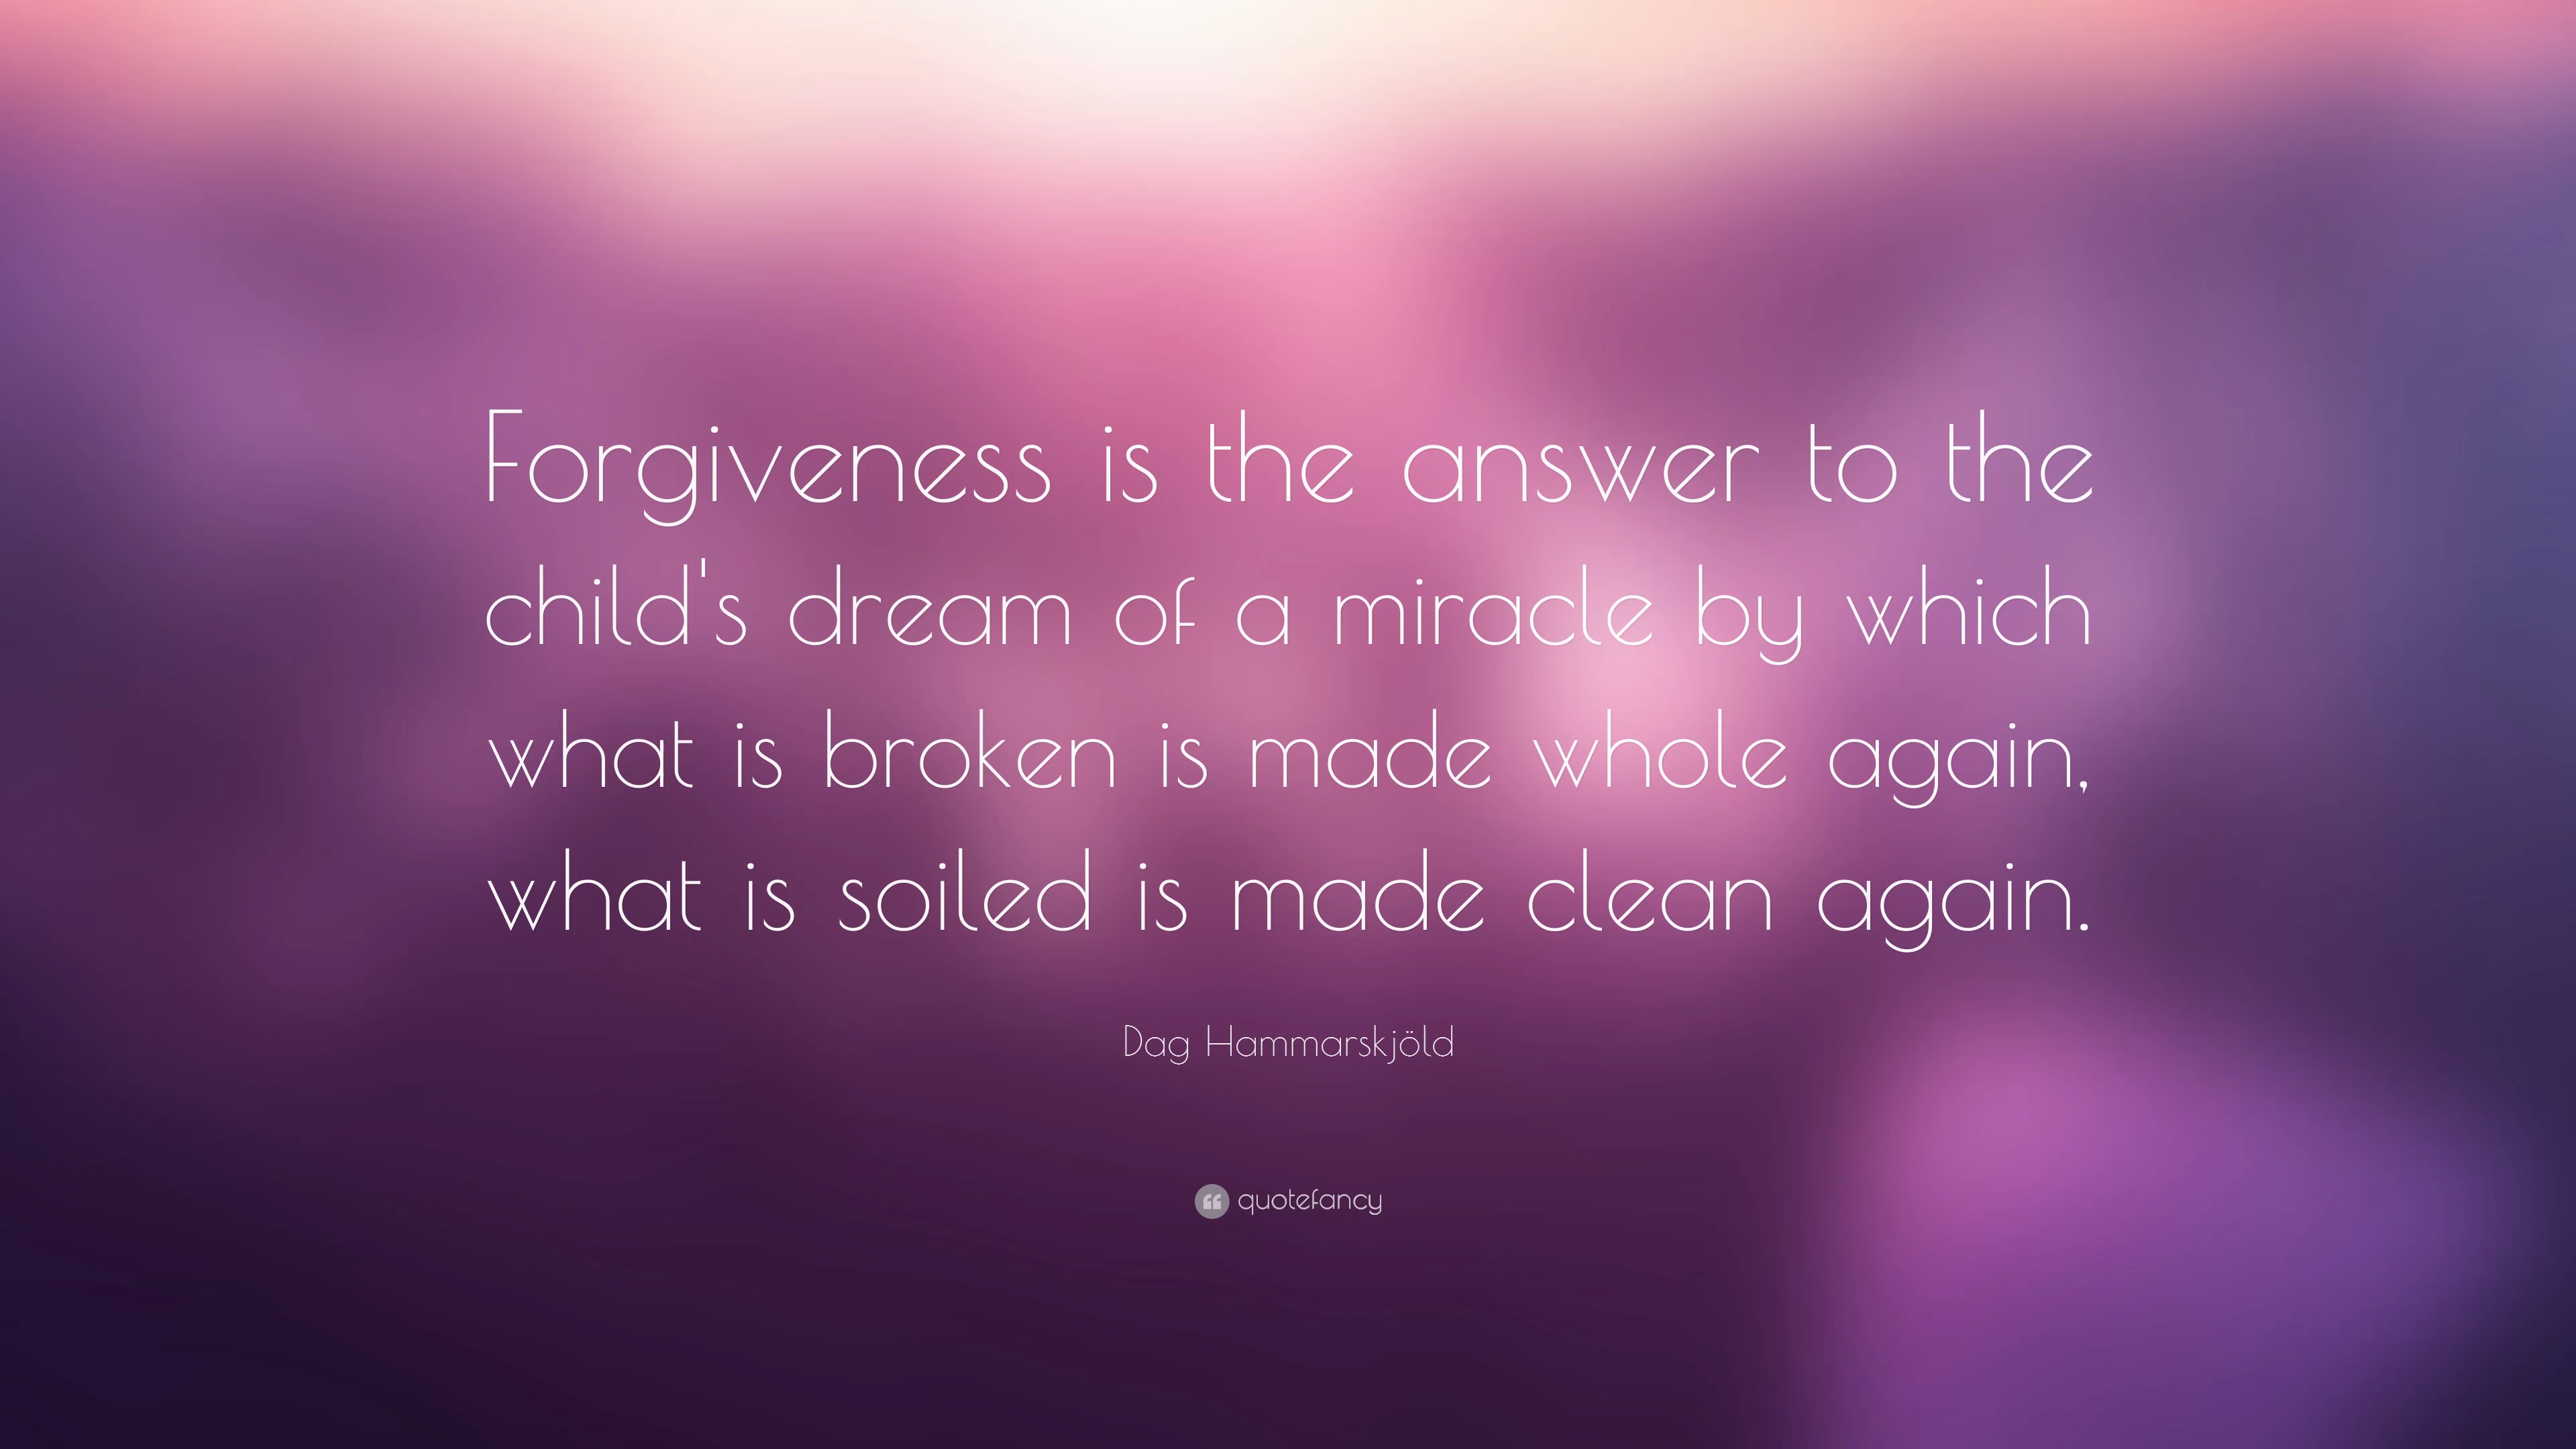 Forgiveness is the answer to the
child's dream of a miracle by which
what is broken is made whole again,
what is soiled is made clean again.
Dag Hammarskjöld
quotefancy